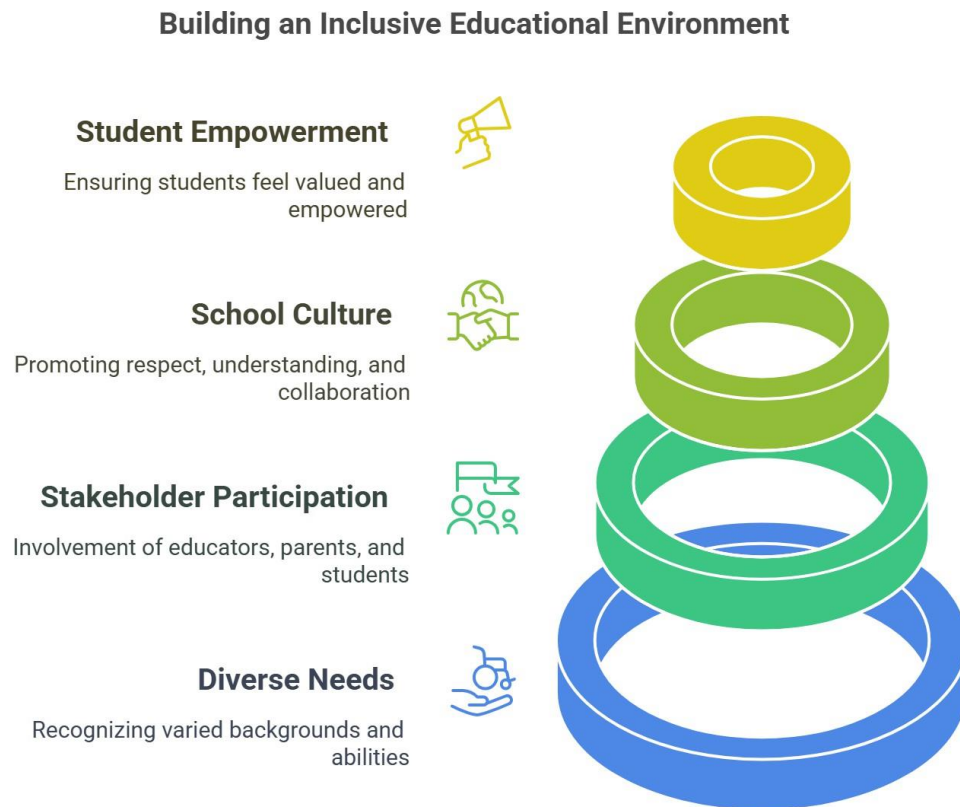 Building an Inclusive Educational Environment
Student Empowerment
Ensuring students feel valued and
empowered
School Culture
Promoting respect, understanding, and
collaboration
Stakeholder Participation
Involvement of educators, parents, and
students
Diverse Needs
Recognizing varied backgrounds and
abilities